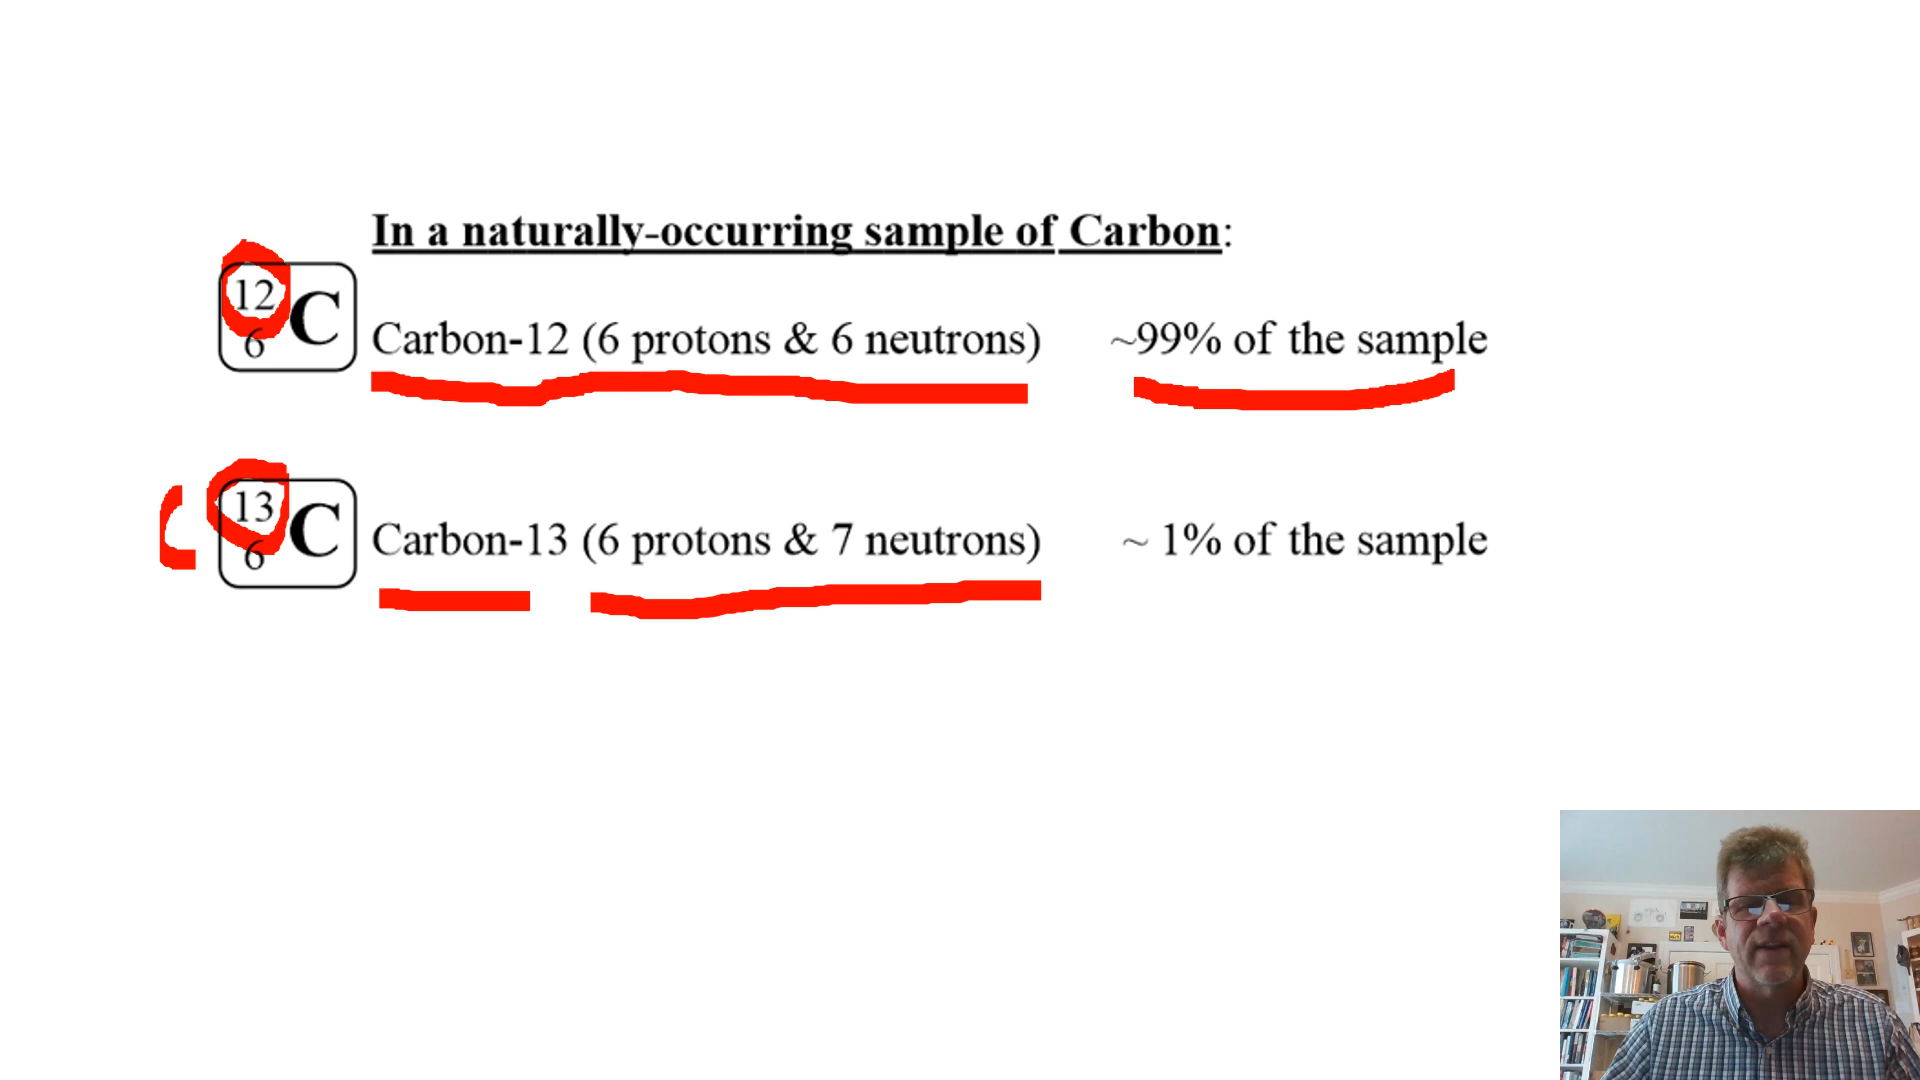 In a naturally-occurring sample of Carbon:
12
6 C Carbon-12 (6 protons & 6 neutrons) ~99% of the sample
13
6 C Carbon-13 (6 protons & 7 neutrons) ~ 1% of the sample